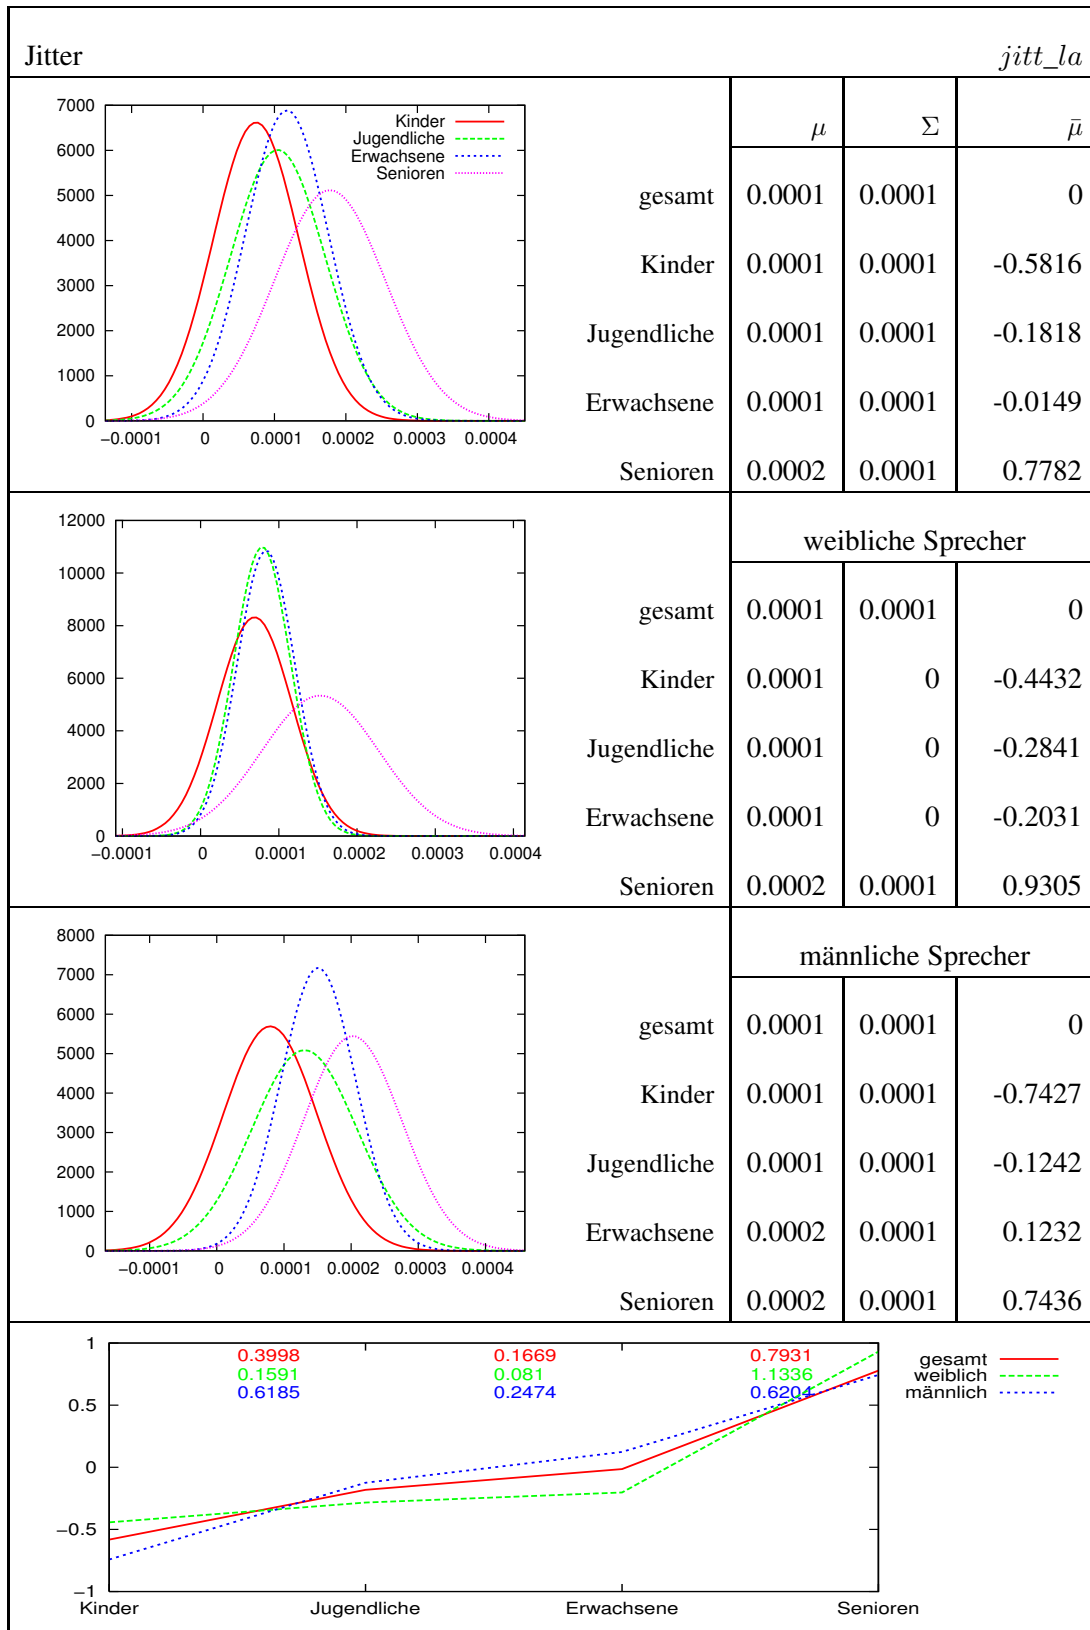 Jitter jitt_la
7000
6000
5000
4000
3000
2000
1000
0
−0.0001 0 0.0001 0.0002 0.0003 0.0004
Kinder
Jugendliche
Erwachsene
Senioren
μ Σ μ̄
gesamt 0.0001 0.0001 0
Kinder 0.0001 0.0001 -0.5816
Jugendliche 0.0001 0.0001 -0.1818
Erwachsene 0.0001 0.0001 -0.0149
Senioren 0.0002 0.0001 0.7782
12000
10000
8000
6000
4000
2000
0
−0.0001 0 0.0001 0.0002 0.0003 0.0004
weibliche Sprecher
gesamt 0.0001 0.0001 0
Kinder 0.0001 0 -0.4432
Jugendliche 0.0001 0 -0.2841
Erwachsene 0.0001 0 -0.2031
Senioren 0.0002 0.0001 0.9305
8000
7000
6000
5000
4000
3000
2000
1000
0
−0.0001 0 0.0001 0.0002 0.0003 0.0004
männliche Sprecher
gesamt 0.0001 0.0001 0
Kinder 0.0001 0.0001 -0.7427
Jugendliche 0.0001 0.0001 -0.1242
Erwachsene 0.0002 0.0001 0.1232
Senioren 0.0002 0.0001 0.7436
1
0.5
0
−0.5
−1
0.3998 0.1669 0.7931
0.1591 0.081 1.1336
0.6185 0.2474 0.6204
gesamt
weiblich
männlich
Kinder Jugendliche Erwachsene Senioren